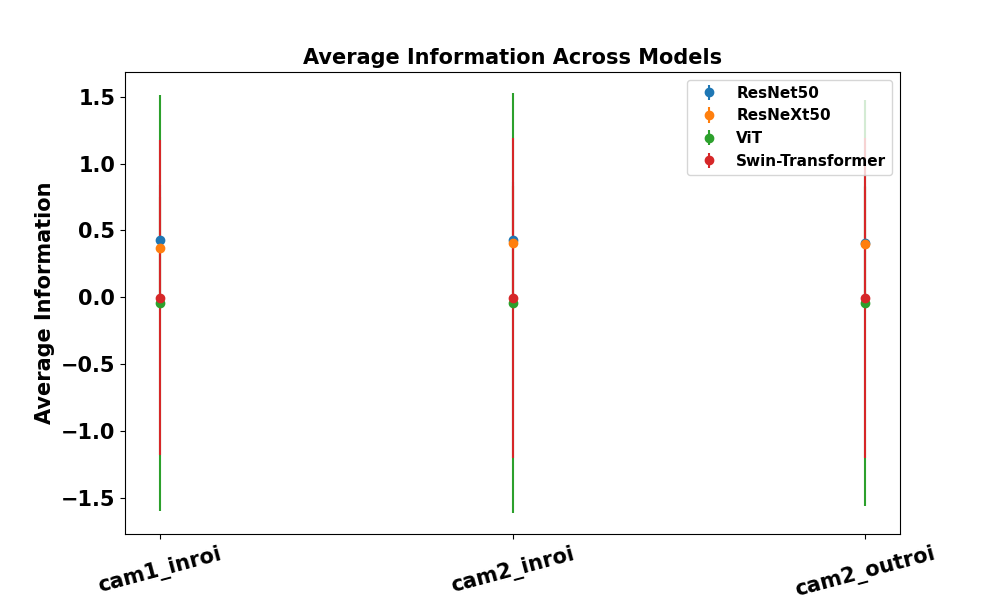 Average Information Across Models
Average Information
1.5
1.0
0.5
0.0
−0.5
−1.0
−1.5
ResNet50
ResNeXt50
ViT
Swin-Transformer
cam1_inroi
cam2_inroi
cam2_outroi